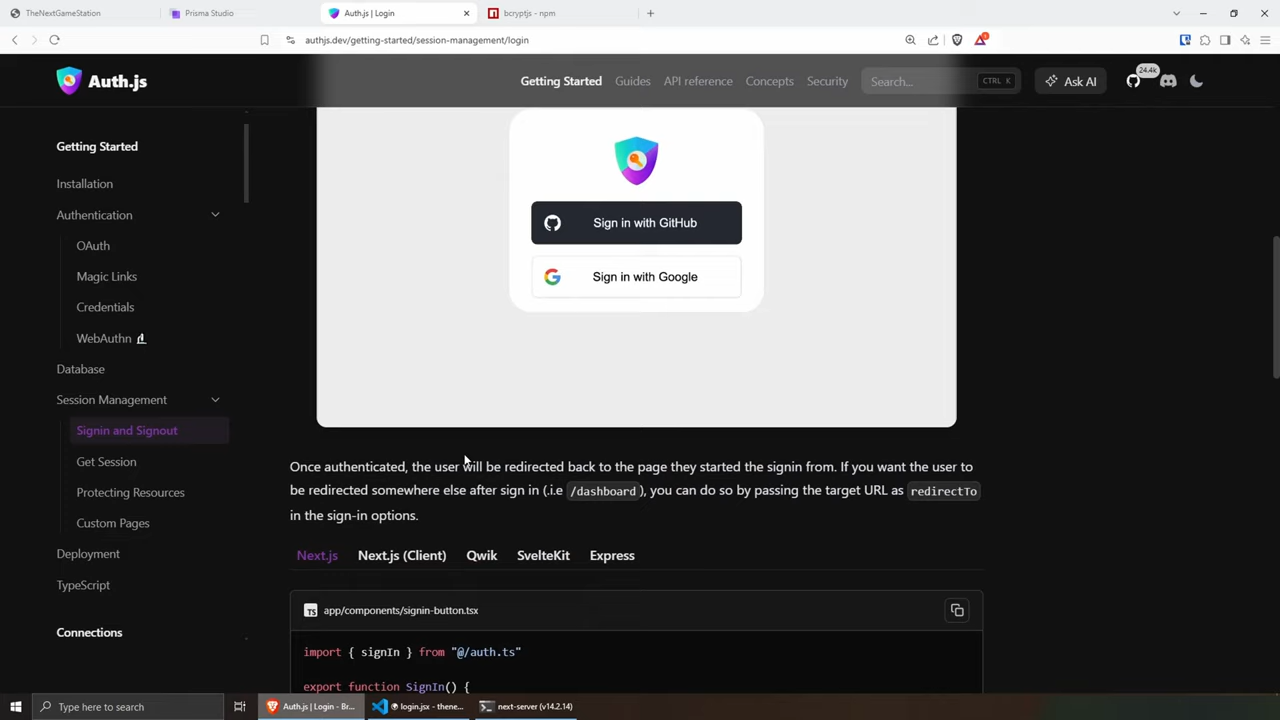 TheNextGameStation
Prisma Studio
Auth.js | Login
bcryptjs - npm
authjs.dev/getting-started/session-management/login
Auth.js
Getting Started
Guides
API reference
Concepts
Security
Search...
CTRL K
Ask AI
24.4k
Getting Started
Installation
Authentication
OAuth
Magic Links
Credentials
WebAuthn
Database
Session Management
Signin and Signout
Get Session
Protecting Resources
Custom Pages
Deployment
TypeScript
Connections
Sign in with GitHub
Sign in with Google
Once authenticated, the user will be redirected back to the page they started the signin from. If you want the user to
be redirected somewhere else after sign in (.i.e /dashboard), you can do so by passing the target URL as redirectTo
in the sign-in options.
Next.js
Next.js (Client)
Qwik
SvelteKit
Express
TS
app/components/signin-button.tsx
import { signIn } from "@/auth.ts"
export function SignIn() {
Type here to search
Auth.js | Login - Br...
login.jsx - thene...
next-server (v14.2.14)